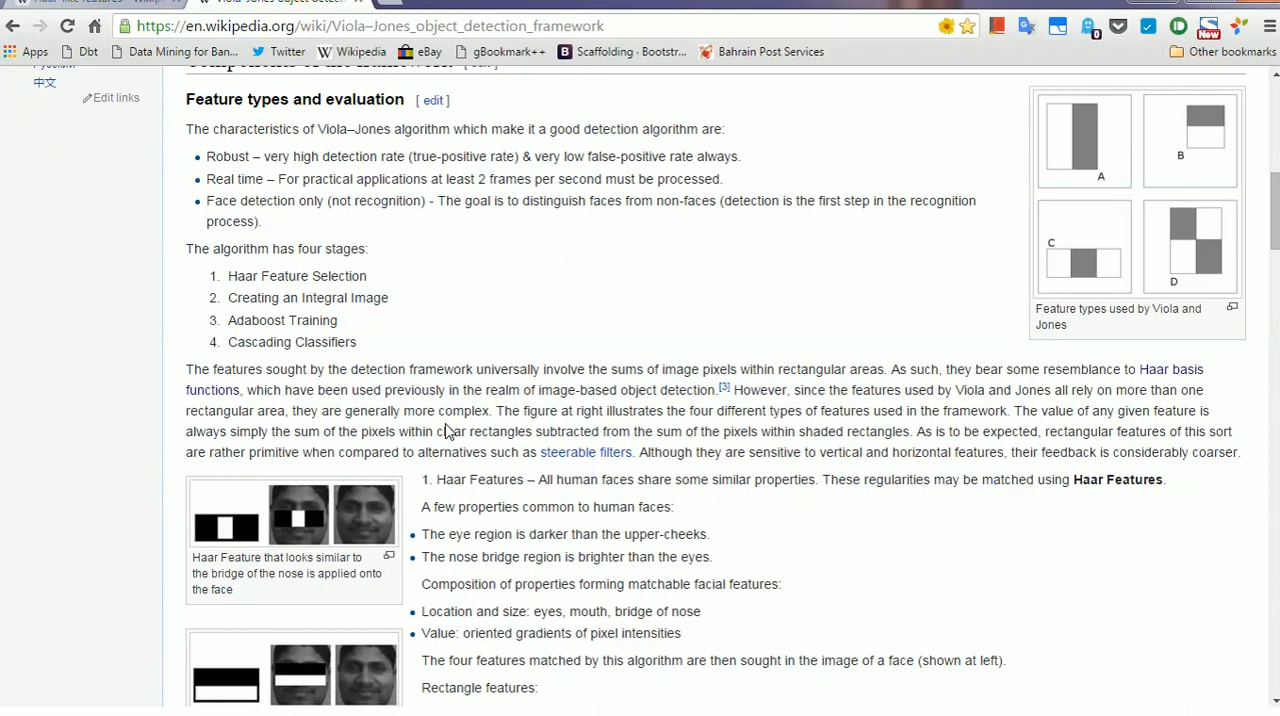 https://en.wikipedia.org/wiki/Viola–Jones_object_detection_framework
Apps Dbt Data Mining for Ban... Twitter Wikipedia eBay gBookmark++ Scaffolding · Bootstr... Bahrain Post Services Other bookmarks
0 New
中文
Edit links
[ edit ]
Feature types and evaluation [ edit ]
The characteristics of Viola–Jones algorithm which make it a good detection algorithm are:
Robust – very high detection rate (true-positive rate) & very low false-positive rate always.
Real time – For practical applications at least 2 frames per second must be processed.
Face detection only (not recognition) - The goal is to distinguish faces from non-faces (detection is the first step in the recognition
process).
The algorithm has four stages:
1. Haar Feature Selection
2. Creating an Integral Image
3. Adaboost Training
4. Cascading Classifiers
A
B
C
D
Feature types used by Viola and
Jones
The features sought by the detection framework universally involve the sums of image pixels within rectangular areas. As such, they bear some resemblance to Haar basis
functions, which have been used previously in the realm of image-based object detection.[3] However, since the features used by Viola and Jones all rely on more than one
rectangular area, they are generally more complex. The figure at right illustrates the four different types of features used in the framework. The value of any given feature is
always simply the sum of the pixels within clear rectangles subtracted from the sum of the pixels within shaded rectangles. As is to be expected, rectangular features of this sort
are rather primitive when compared to alternatives such as steerable filters. Although they are sensitive to vertical and horizontal features, their feedback is considerably coarser.
Haar Feature that looks similar to
the bridge of the nose is applied onto
the face
1. Haar Features – All human faces share some similar properties. These regularities may be matched using Haar Features.
A few properties common to human faces:
The eye region is darker than the upper-cheeks.
The nose bridge region is brighter than the eyes.
Composition of properties forming matchable facial features:
Location and size: eyes, mouth, bridge of nose
Value: oriented gradients of pixel intensities
The four features matched by this algorithm are then sought in the image of a face (shown at left).
Rectangle features: